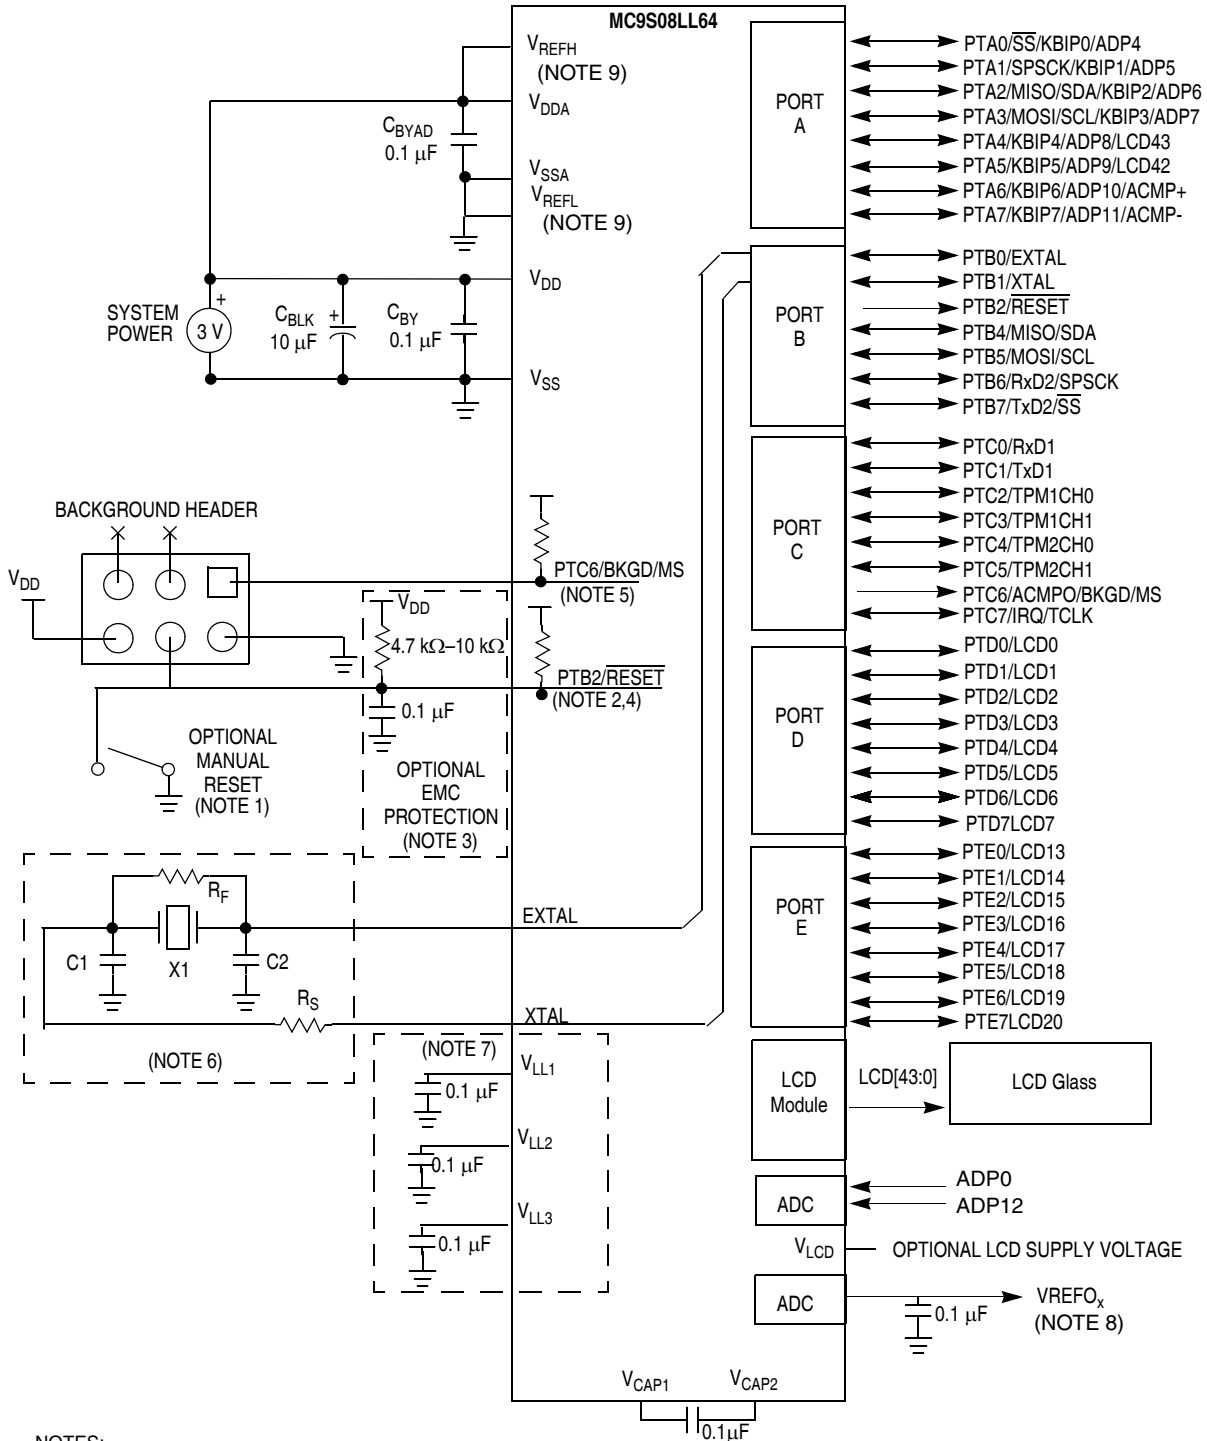 MC9S08LL64
VREFH
(NOTE 9)
VDDA
CBYAD
0.1 µF
VSSA
VREFL
(NOTE 9)
VDD
SYSTEM
POWER
+
3 V
CBLK
+
10 µF
CBY
0.1 µF
VSS
BACKGROUND HEADER
VDD
PTC6/BKGD/MS
(NOTE 5)
VDD
4.7 kΩ–10 kΩ
PTB2/RESET
(NOTE 2,4)
0.1 µF
OPTIONAL
MANUAL
RESET
(NOTE 1)
OPTIONAL
EMC
PROTECTION
(NOTE 3)
RF
C1
X1
C2
RS
(NOTE 6)
EXTAL
XTAL
(NOTE 7)
VLL1
0.1 µF
VLL2
0.1 µF
VLL3
0.1 µF
PORT
A
PTA0/SS/KBIP0/ADP4
PTA1/SPSCK/KBIP1/ADP5
PTA2/MISO/SDA/KBIP2/ADP6
PTA3/MOSI/SCL/KBIP3/ADP7
PTA4/KBIP4/ADP8/LCD43
PTA5/KBIP5/ADP9/LCD42
PTA6/KBIP6/ADP10/ACMP+
PTA7/KBIP7/ADP11/ACMP-
PORT
B
PTB0/EXTAL
PTB1/XTAL
PTB2/RESET
PTB4/MISO/SDA
PTB5/MOSI/SCL
PTB6/RxD2/SPSCK
PTB7/TxD2/SS
PORT
C
PTC0/RxD1
PTC1/TxD1
PTC2/TPM1CH0
PTC3/TPM1CH1
PTC4/TPM2CH0
PTC5/TPM2CH1
PTC6/ACMPO/BKGD/MS
PTC7/IRQ/TCLK
PORT
D
PTD0/LCD0
PTD1/LCD1
PTD2/LCD2
PTD3/LCD3
PTD4/LCD4
PTD5/LCD5
PTD6/LCD6
PTD7LCD7
PORT
E
PTE0/LCD13
PTE1/LCD14
PTE2/LCD15
PTE3/LCD16
PTE4/LCD17
PTE5/LCD18
PTE6/LCD19
PTE7LCD20
LCD
Module
LCD[43:0]
LCD Glass
ADC
ADP0
ADP12
VLCD
OPTIONAL LCD SUPPLY VOLTAGE
ADC
VREFOx
(NOTE 8)
0.1 µF
VCAP1
VCAP2
0.1µF
NOTES: